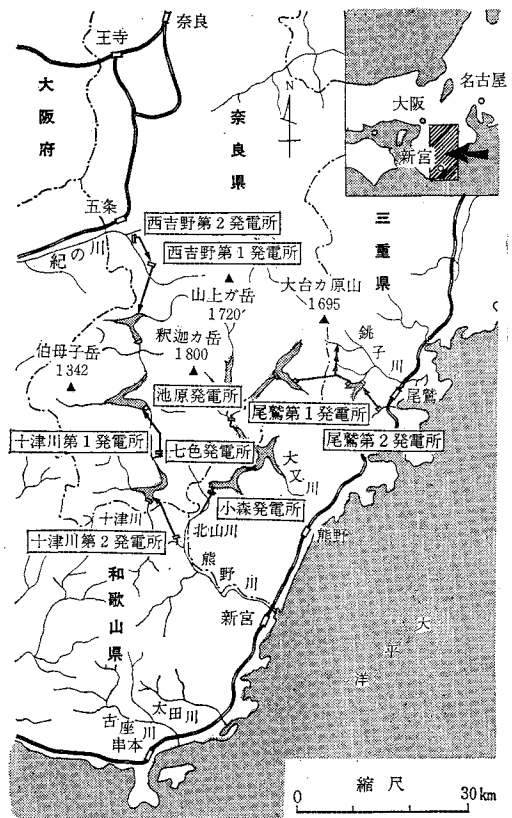 奈良
王寺
大阪府
奈良県
N
名古屋
大阪
新宮
三重県
五条
紀の川
西吉野第2発電所
西吉野第1発電所
山上ガ岳
1720
大台カ原山
1695
釈迦カ岳
1800
伯母子岳
1342
銚子川
尾鷲
池原発電所
尾鷲第1発電所
尾鷲第2発電所
十津川第1発電所
七色発電所
大又川
小森発電所
十津川
北山川
十津川第2発電所
熊野川
熊野
和歌山県
新宮
太平洋
太田川
古座川
串本
縮尺
0 30km